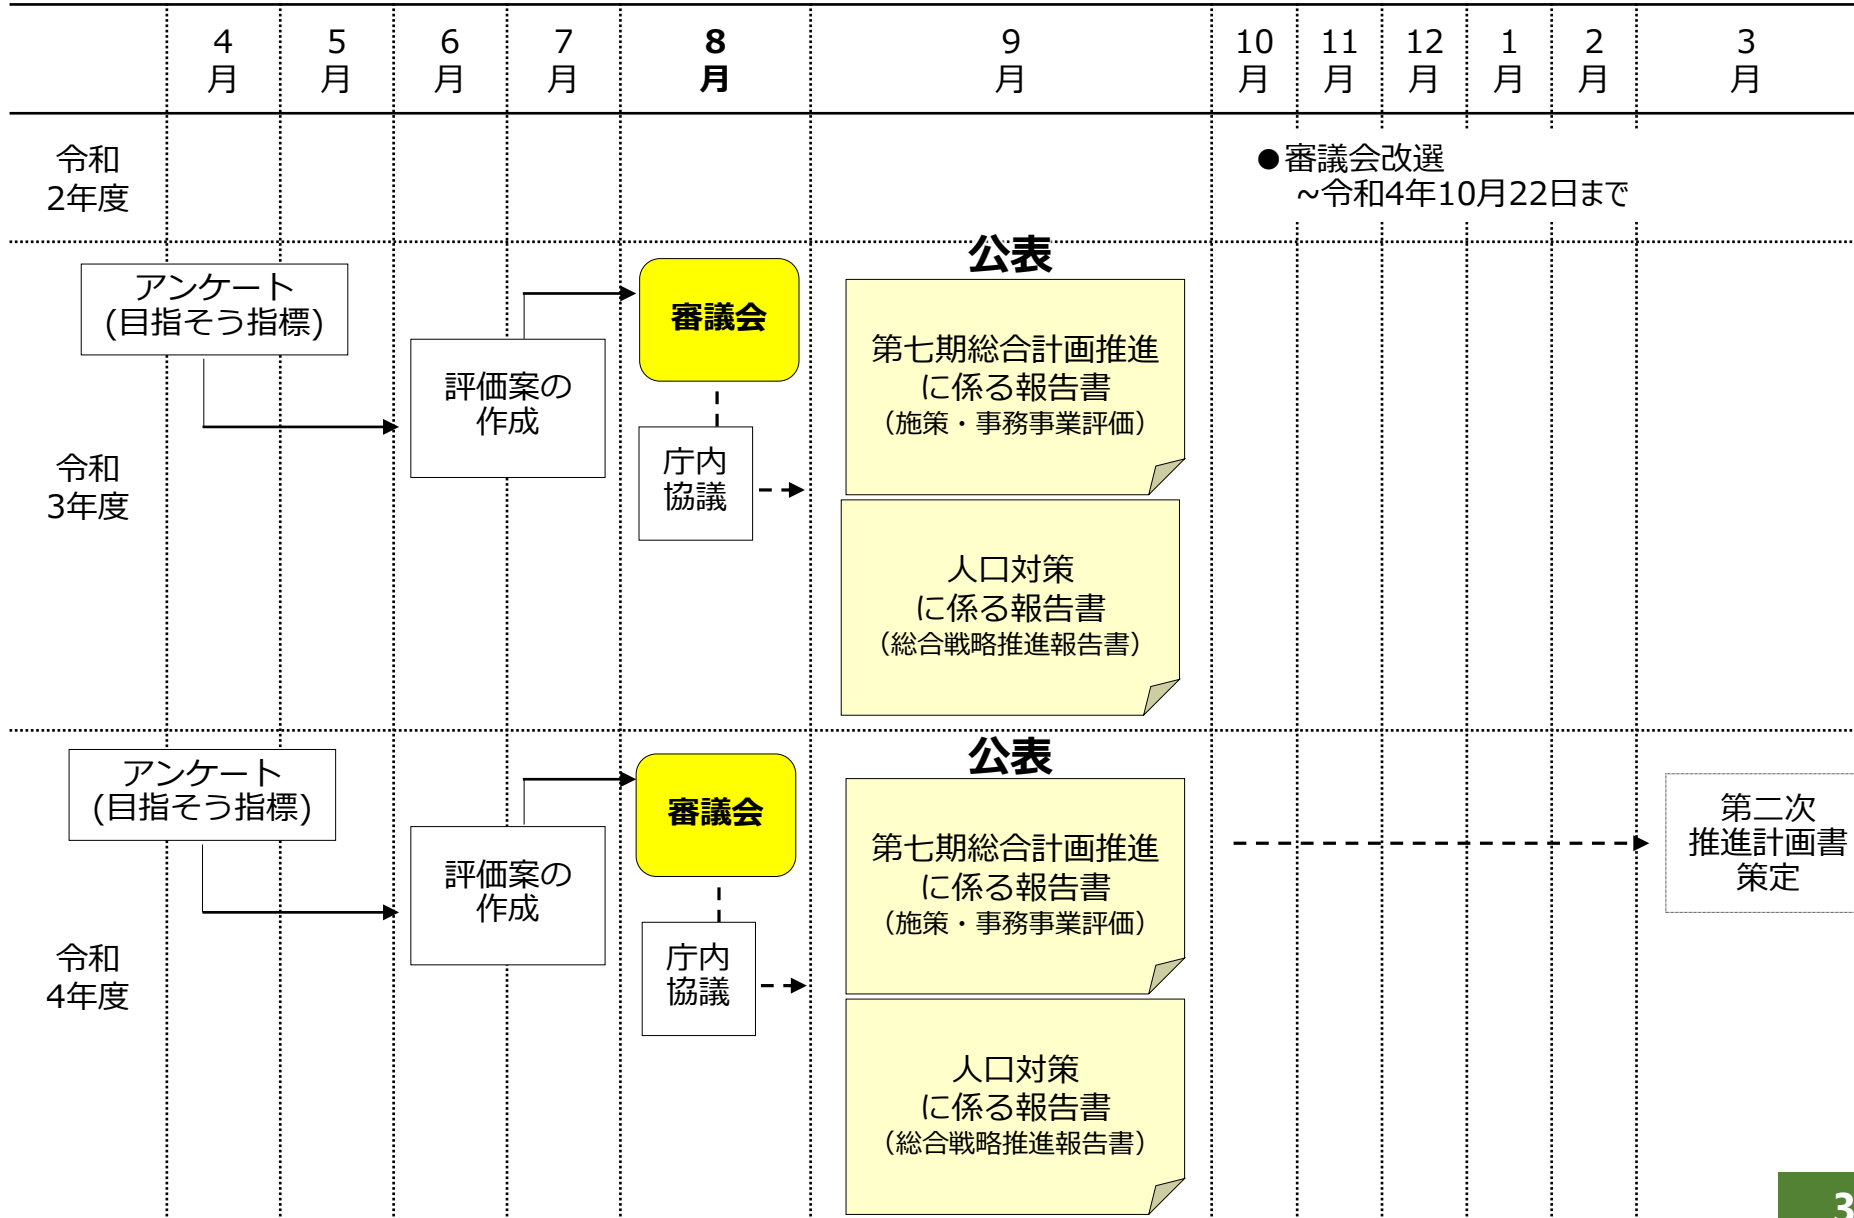 4
月
5
月
6
月
7
月
8
月
9
月
10
月
11
月
12
月
1
月
2
月
3
月
令和
2年度
●審議会改選
~令和4年10月22日まで
令和
3年度
アンケート
(目指そう指標)
評価案の
作成
審議会
庁内
協議
公表
第七期総合計画推進
に係る報告書
（施策・事務事業評価）
人口対策
に係る報告書
（総合戦略推進報告書）
令和
4年度
アンケート
(目指そう指標)
評価案の
作成
審議会
庁内
協議
公表
第七期総合計画推進
に係る報告書
（施策・事務事業評価）
人口対策
に係る報告書
（総合戦略推進報告書）
第二次
推進計画書
策定
3